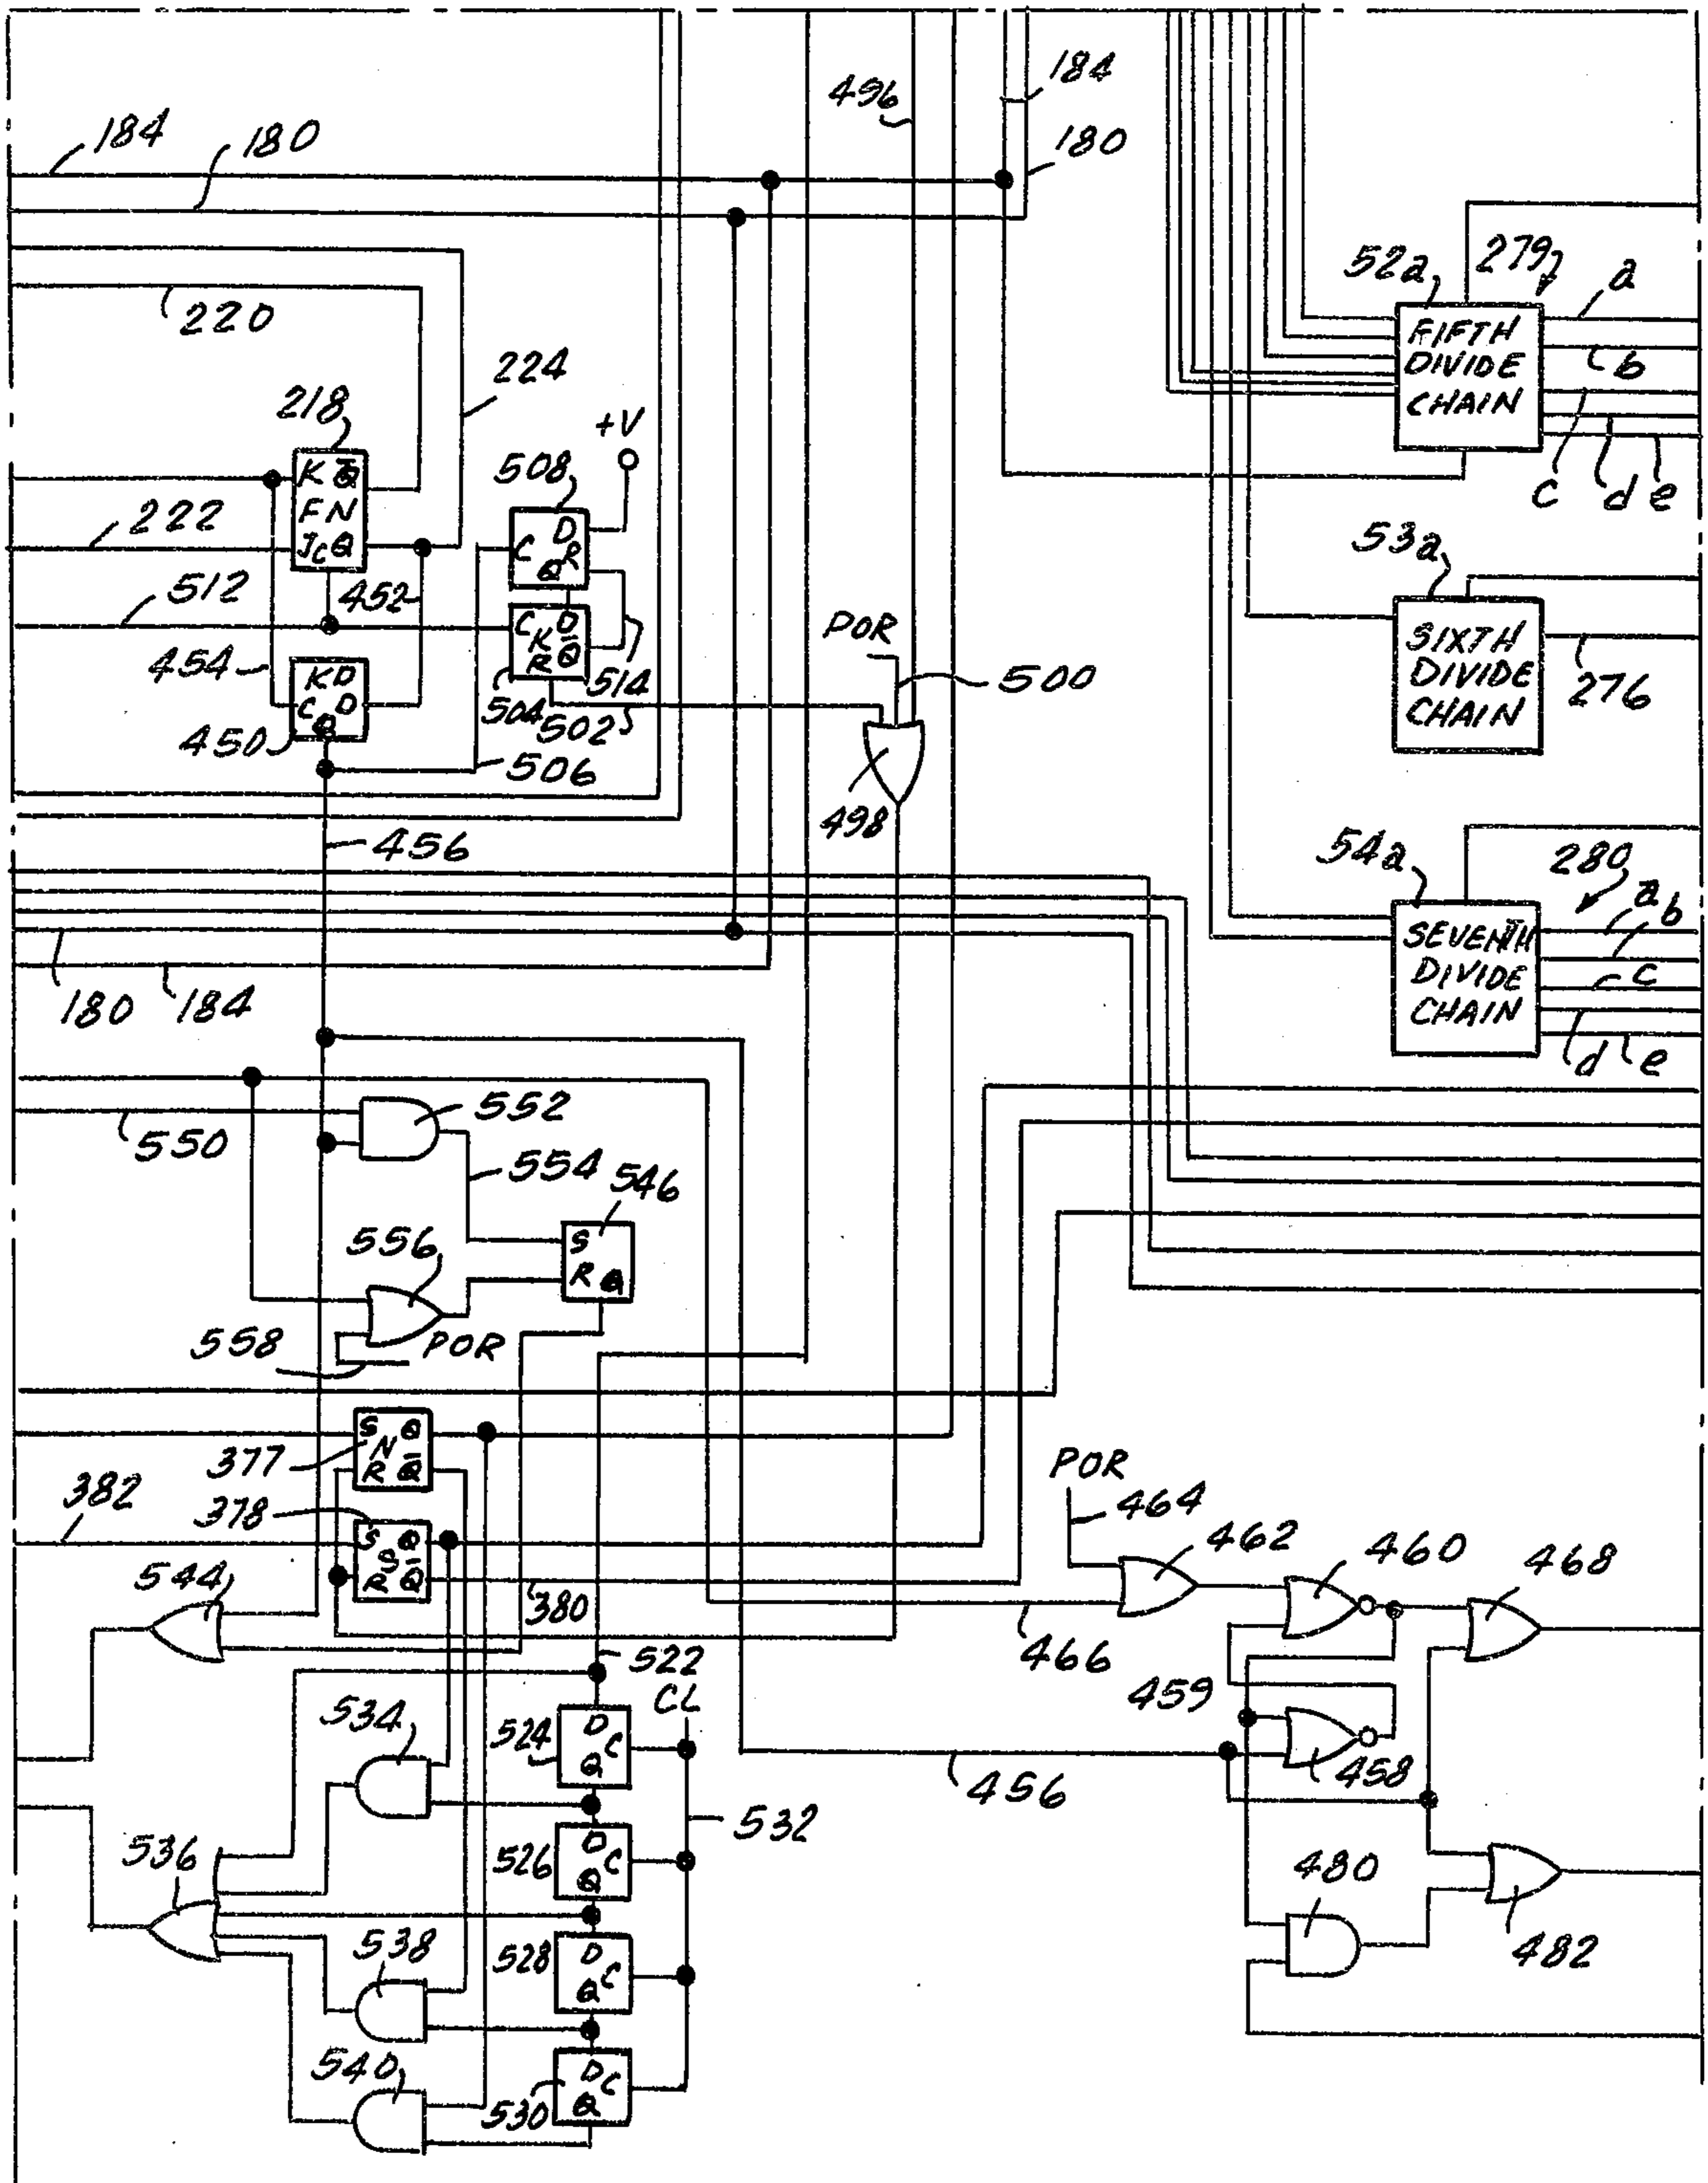 496
184
184
180
180
220
52a
279
a
FIFTH
DIVIDE
CHAIN
b
c
d
e
224
218
+V
508
K Q̅
F N
J C Q
222
D
C R
Q
53a
512
452
C D
K Q̅
R
POR
SIXTH
DIVIDE
CHAIN
276
454
K D
C D
Q
450
504
514
502
500
506
498
456
54a
280
a
b
SEVENTH
DIVIDE
CHAIN
c
d
e
180
184
550
552
554
546
556
S
R Q
558
POR
377
S Q
N
R Q̅
382
378
S Q
S
R Q̅
POR
464
462
460
468
544
380
522
466
CL
459
534
524
D
C
Q
458
456
532
536
526
D
C
Q
480
538
528
D
C
Q
482
540
530
D
C
Q